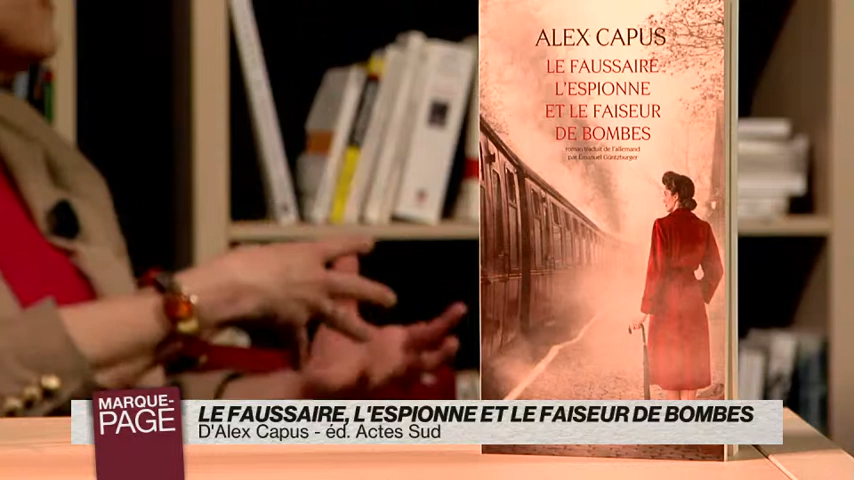 ALEX CAPUS
LE FAUSSAIRE,
L'ESPIONNE
ET LE FAISEUR
DE BOMBES
roman traduit de l'allemand
par Emanuel Güntzburger
MARQUE-
PAGE
LE FAUSSAIRE, L'ESPIONNE ET LE FAISEUR DE BOMBES
D'Alex Capus - éd. Actes Sud